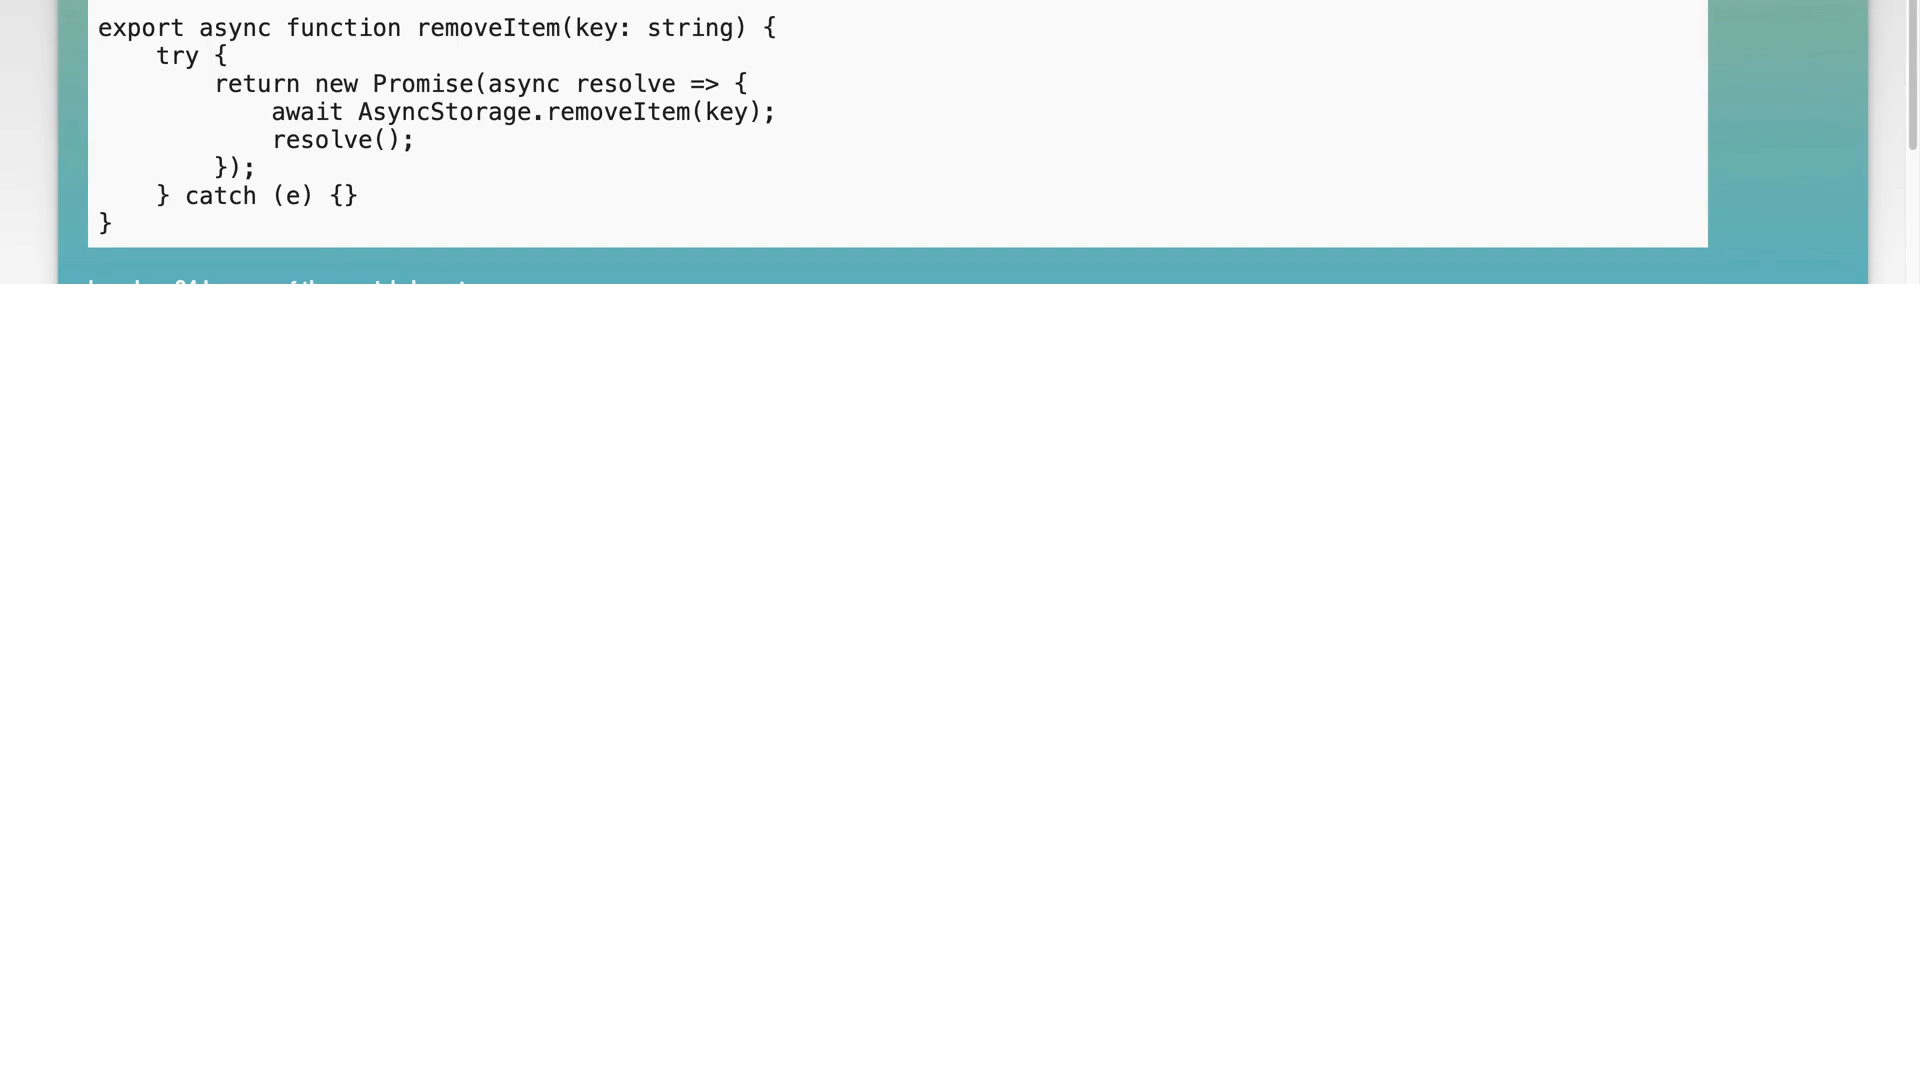 export async function removeItem(key: string) {
    try {
        return new Promise(async resolve => {
            await AsyncStorage.removeItem(key);
            resolve();
        });
    } catch (e) {}
}